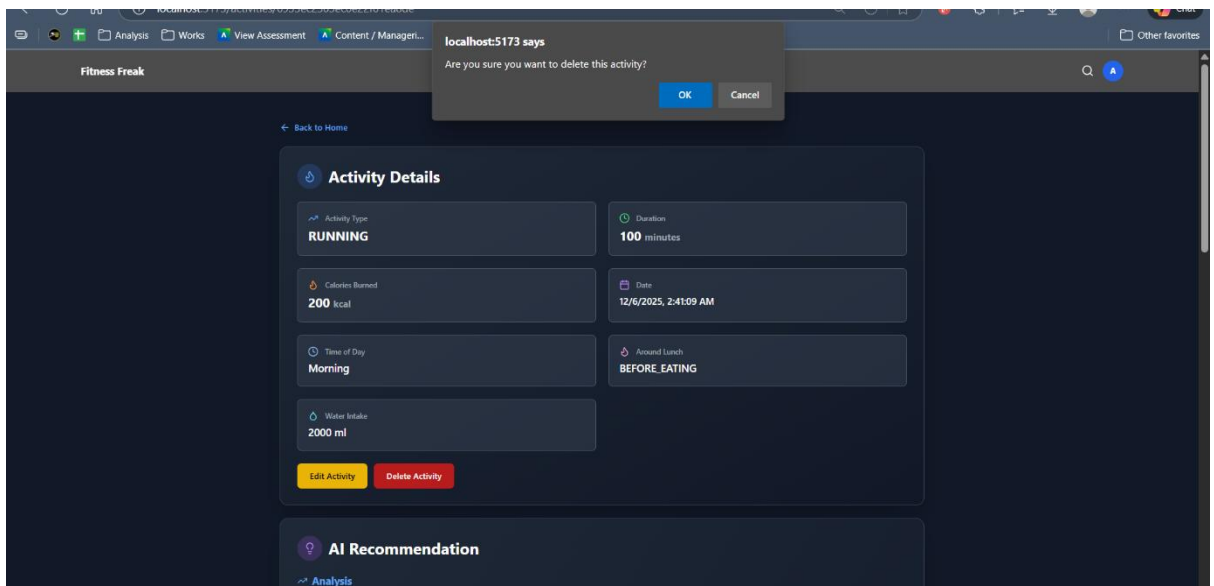 Analysis
Works
View Assessment
Content / Manageri...
Other favorites
localhost:5173 says
Are you sure you want to delete this activity?
OK
Cancel
Fitness Freak
A
← Back to Home
Activity Details
Activity Type
RUNNING
Duration
100 minutes
Calories Burned
200 kcal
Date
12/6/2025, 2:41:09 AM
Time of Day
Morning
Around Lunch
BEFORE_EATING
Water Intake
2000 ml
Edit Activity
Delete Activity
AI Recommendation
Analysis